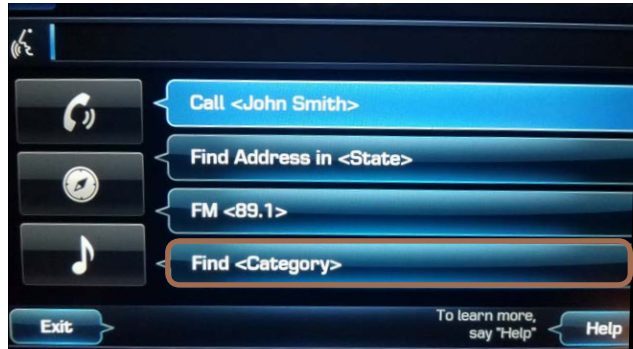 Call <John Smith>
Find Address in <State>
FM <89.1>
Find <Category>
Exit
To learn more,
say "Help"
Help